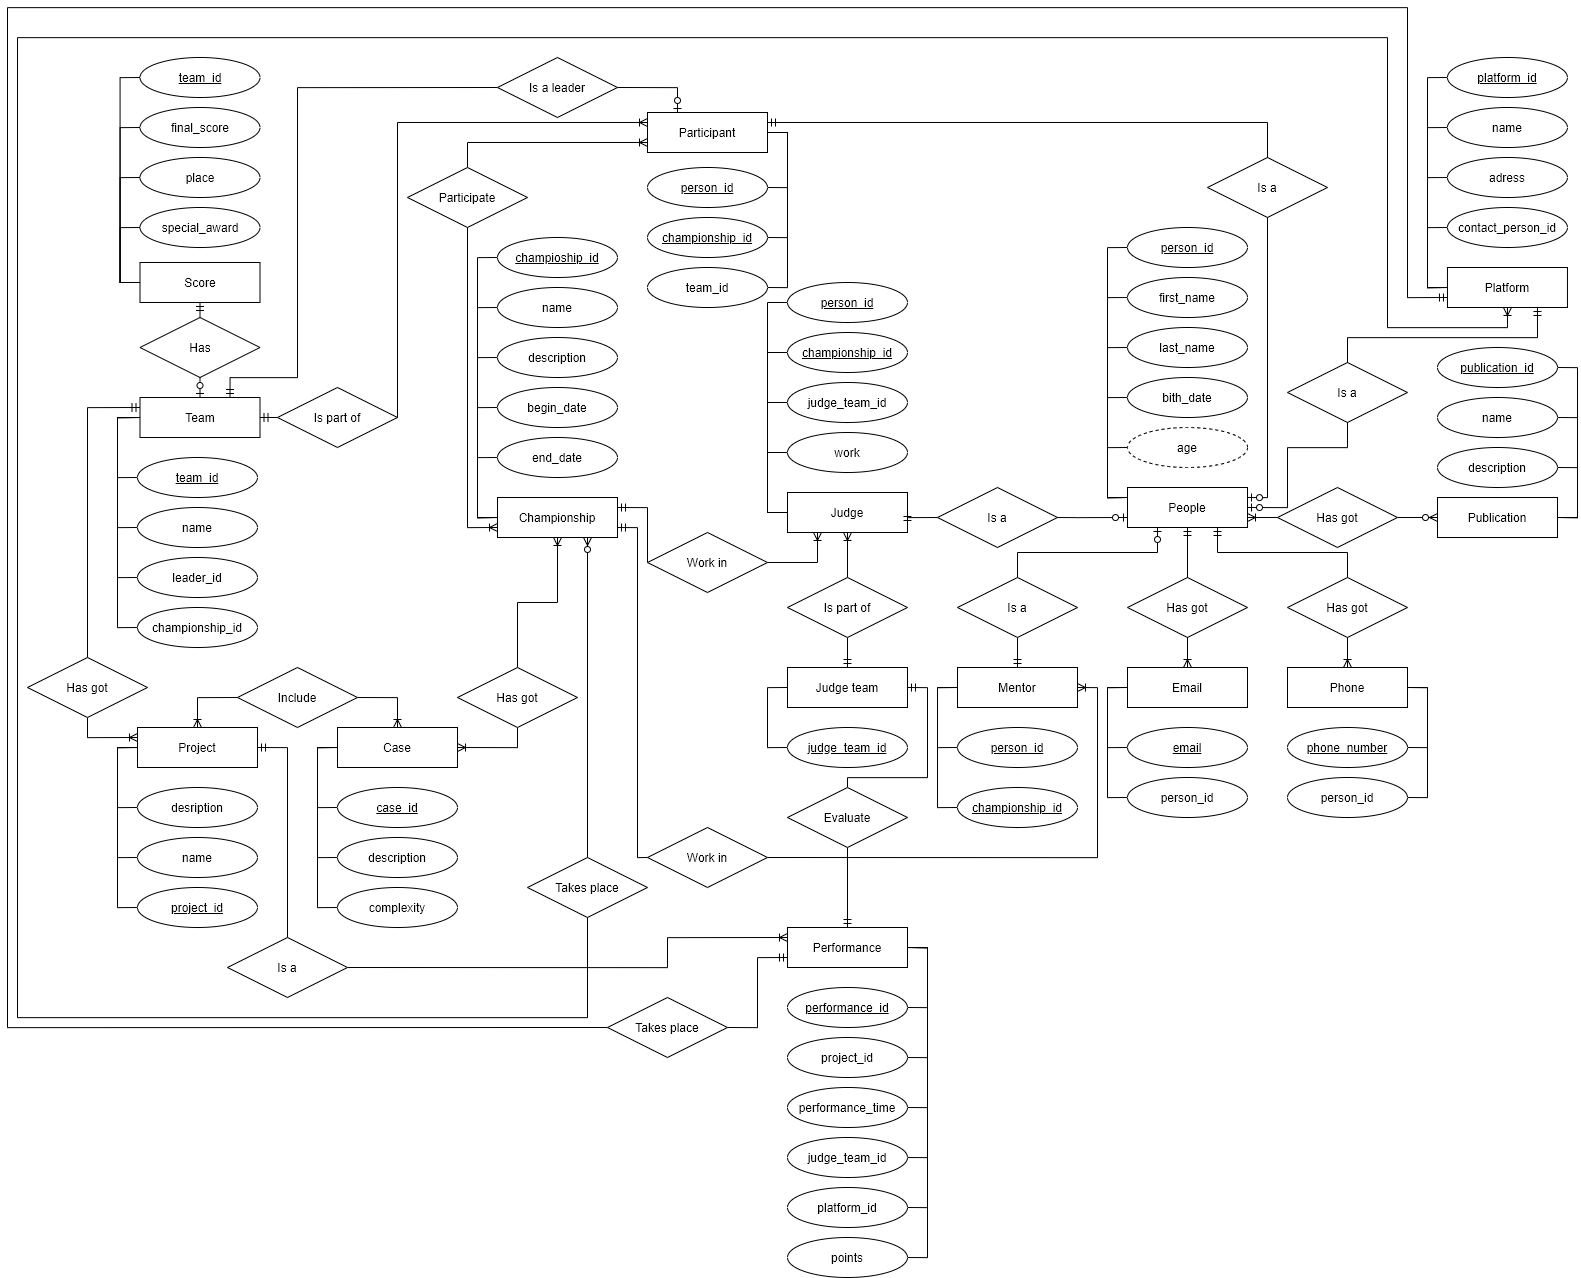 team_id
final_score
place
special_award
Score
Has
Team
team_id
name
leader_id
championship_id
Has got
Is a leader
Is part of
Participate
Participant
person_id
championship_id
team_id
champioship_id
name
description
begin_date
end_date
Championship
person_id
championship_id
judge_team_id
work
Judge
Is a
Is a
person_id
first_name
last_name
bith_date
age
People
platform_id
name
adress
contact_person_id
Platform
Is a
publication_id
name
description
Publication
Has got
Work in
Is part of
Is a
Has got
Has got
Include
Has got
Project
desription
name
project_id
Case
case_id
description
complexity
Judge team
judge_team_id
Mentor
person_id
championship_id
Email
email
person_id
Phone
phone_number
person_id
Evaluate
Work in
Takes place
Is a
Takes place
Performance
performance_id
project_id
performance_time
judge_team_id
platform_id
points